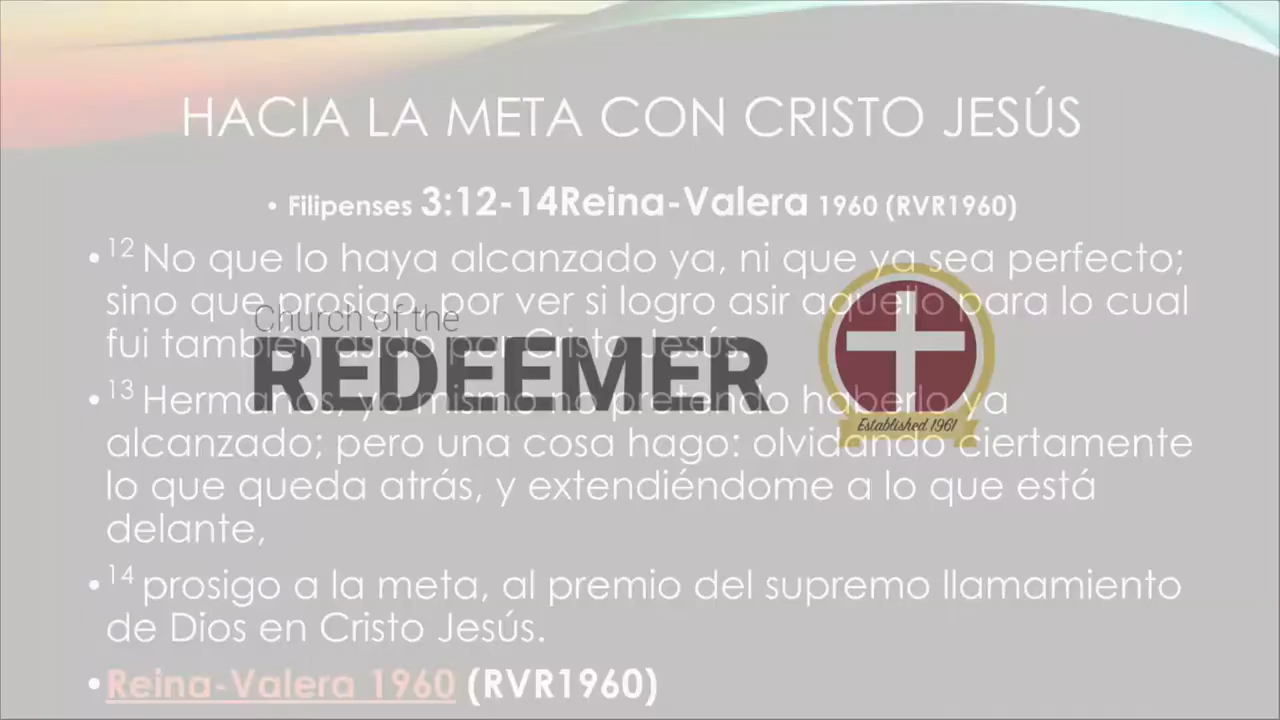 HACIA LA META CON CRISTO JESÚS
• Filipenses 3:12-14Reina-Valera 1960 (RVR1960)
• 12 No que lo haya alcanzado ya, ni que ya sea perfecto;
sino que prosigo, por ver si logro asir aquello para lo cual
fui también asido por Cristo Jesús.
• 13 Hermanos, yo mismo no pretendo haberlo ya
alcanzado; pero una cosa hago: olvidando ciertamente
lo que queda atrás, y extendiéndome a lo que está
delante,
• 14 prosigo a la meta, al premio del supremo llamamiento
de Dios en Cristo Jesús.
• Reina-Valera 1960 (RVR1960)
Church of the
REDEEMER
Established 1961